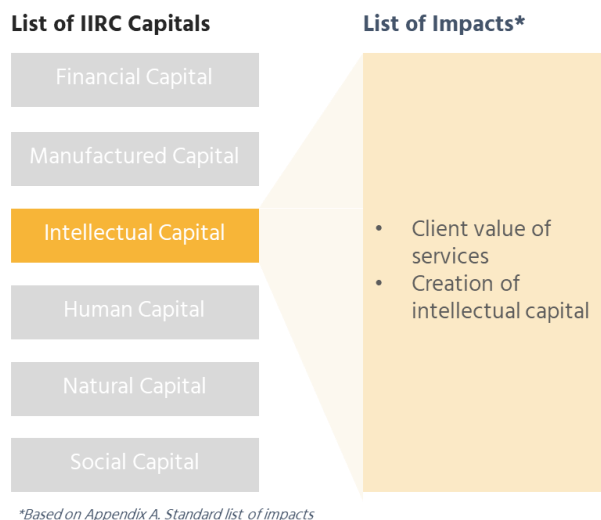 List of IIRC Capitals
Financial Capital
Manufactured Capital
Intellectual Capital
Human Capital
Natural Capital
Social Capital
List of Impacts*
• Client value of
services
• Creation of
intellectual capital
*Based on Appendix A. Standard list of impacts